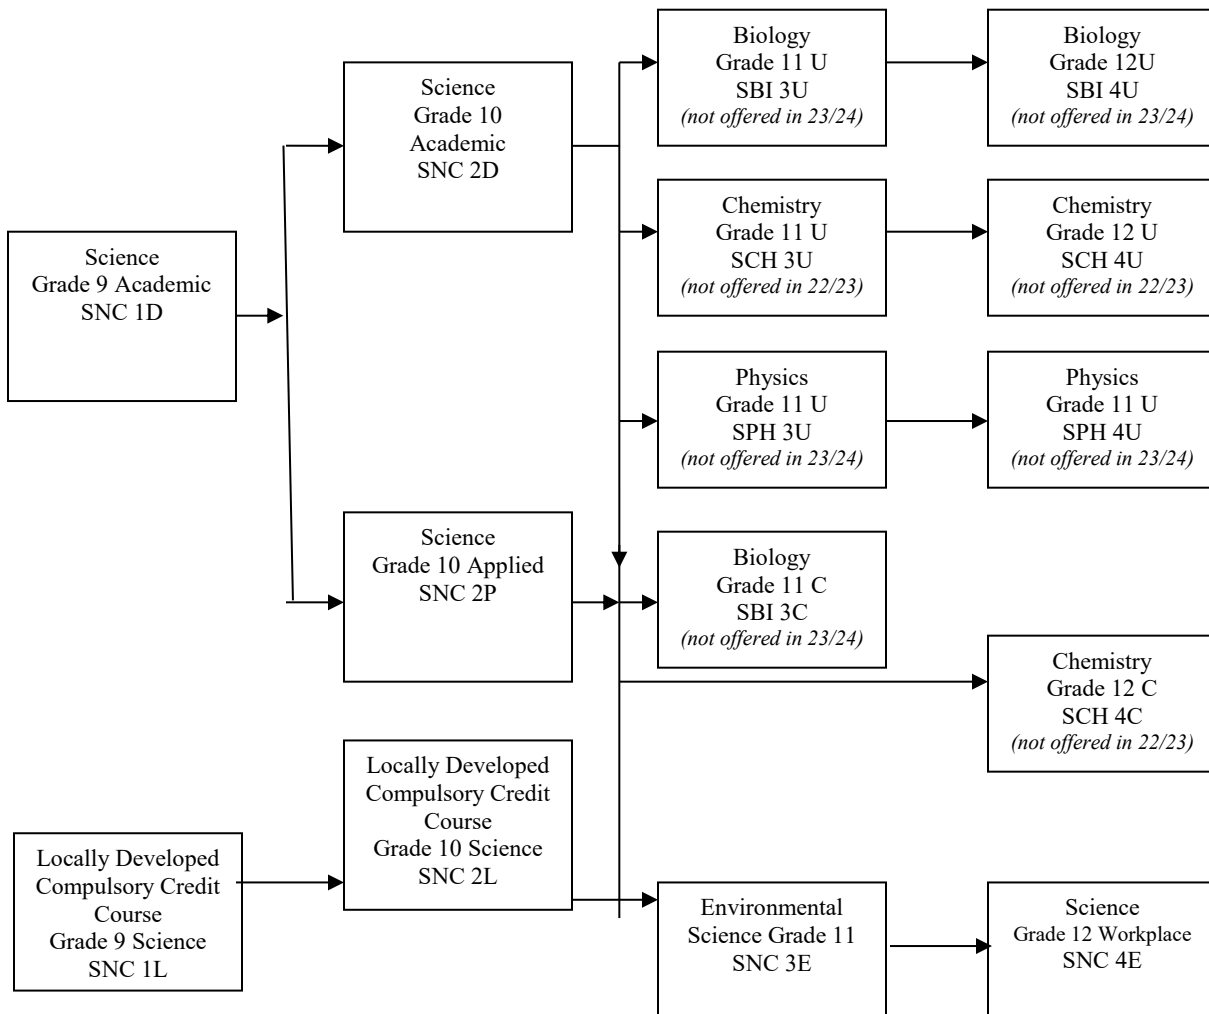 Science
Grade 9 Academic
SNC 1D
Locally Developed
Compulsory Credit
Course
Grade 9 Science
SNC 1L
Science
Grade 10
Academic
SNC 2D
Science
Grade 10 Applied
SNC 2P
Locally Developed
Compulsory Credit
Course
Grade 10 Science
SNC 2L
Biology
Grade 11 U
SBI 3U
(not offered in 23/24)
Chemistry
Grade 11 U
SCH 3U
(not offered in 22/23)
Physics
Grade 11 U
SPH 3U
(not offered in 23/24)
Biology
Grade 11 C
SBI 3C
(not offered in 23/24)
Environmental
Science Grade 11
SNC 3E
Biology
Grade 12U
SBI 4U
(not offered in 23/24)
Chemistry
Grade 12 U
SCH 4U
(not offered in 22/23)
Physics
Grade 11 U
SPH 4U
(not offered in 23/24)
Chemistry
Grade 12 C
SCH 4C
(not offered in 22/23)
Science
Grade 12 Workplace
SNC 4E